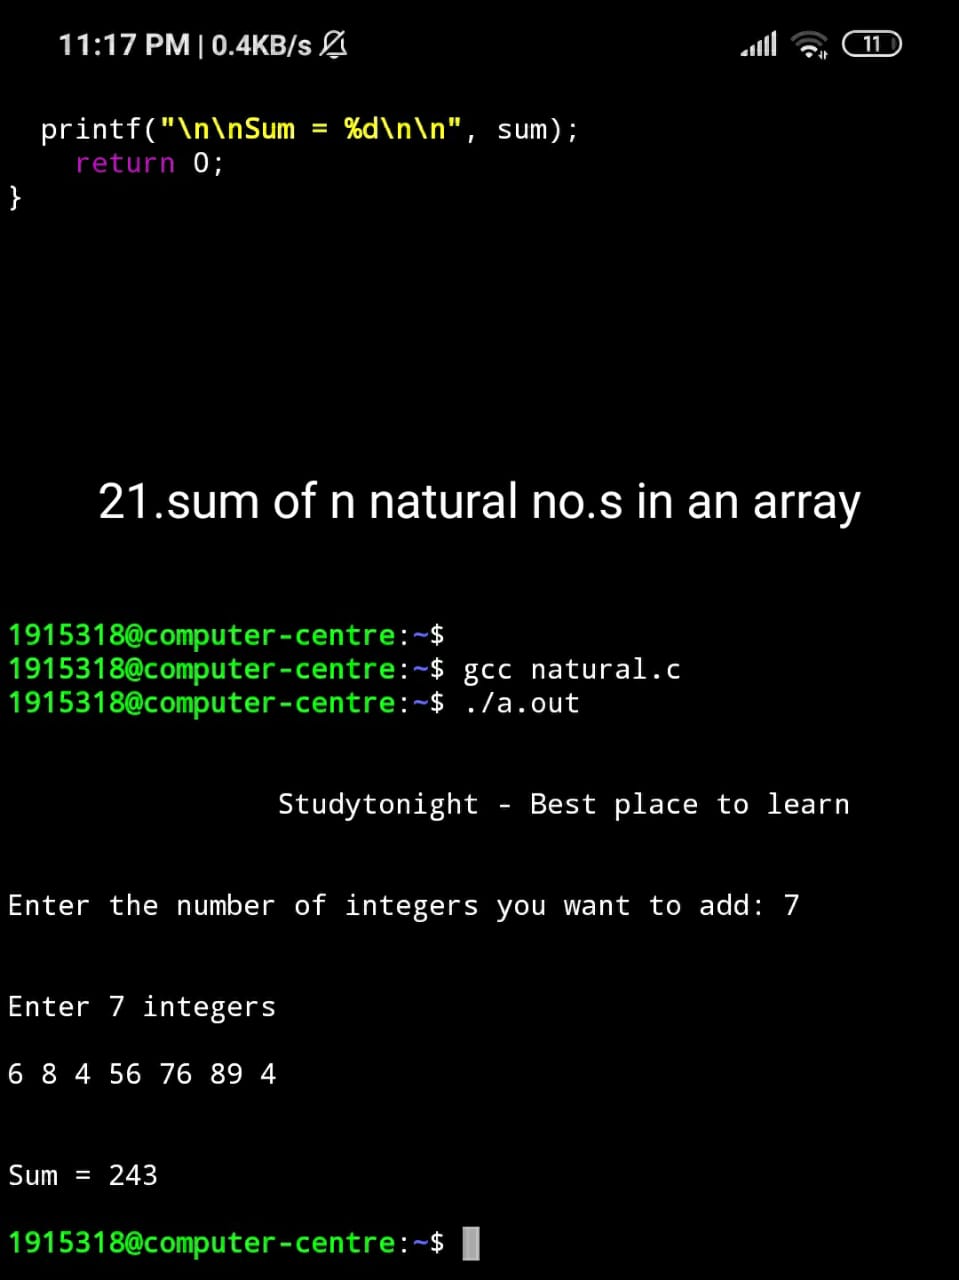 11:17 PM | 0.4KB/s
11
printf("\n\nSum = %d\n\n", sum);
return 0;
}
21.sum of n natural no.s in an array
1915318@computer-centre:~$
1915318@computer-centre:~$ gcc natural.c
1915318@computer-centre:~$ ./a.out
Studytonight - Best place to learn
Enter the number of integers you want to add: 7
Enter 7 integers
6 8 4 56 76 89 4
Sum = 243
1915318@computer-centre:~$